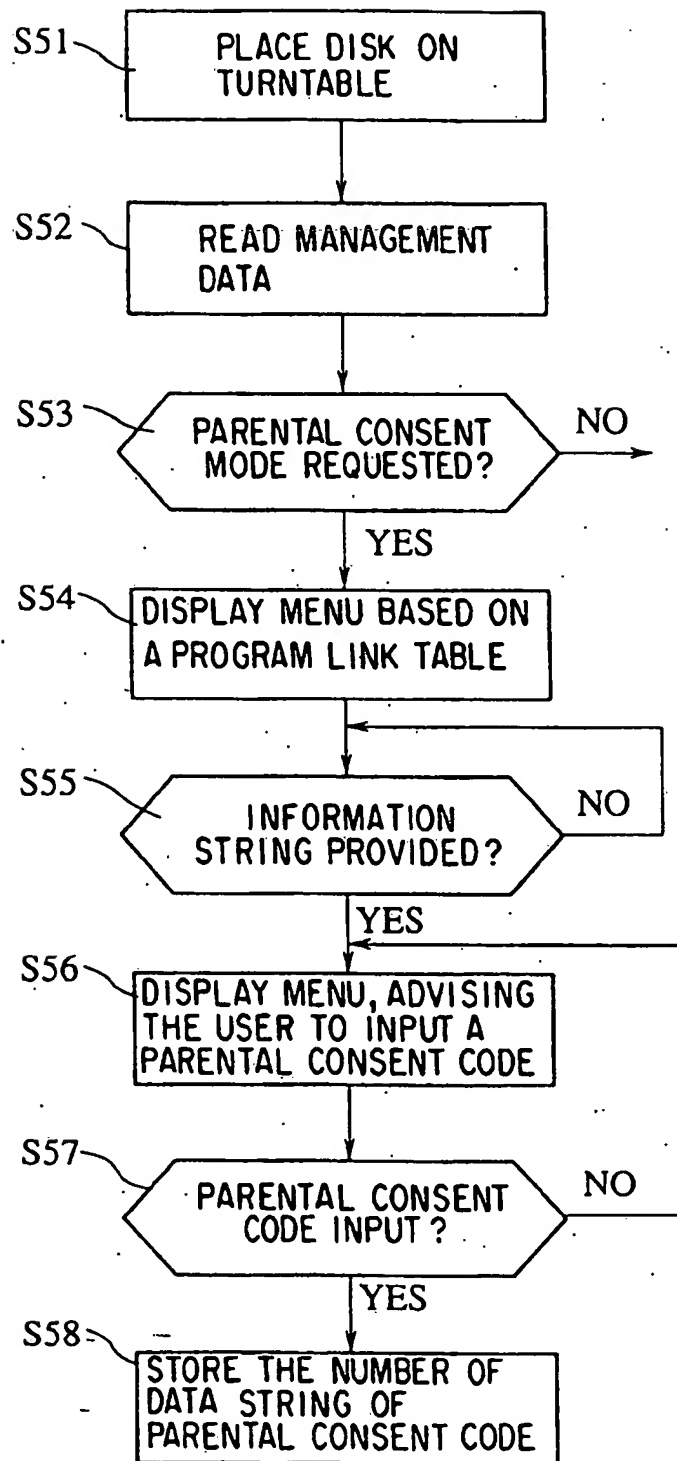 S51
PLACE DISK ON
TURNTABLE
S52
READ MANAGEMENT
DATA
S53
PARENTAL CONSENT
MODE REQUESTED?
NO
YES
S54
DISPLAY MENU BASED ON
A PROGRAM LINK TABLE
S55
INFORMATION
STRING PROVIDED?
NO
YES
S56
DISPLAY MENU, ADVISING
THE USER TO INPUT A
PARENTAL CONSENT CODE
S57
PARENTAL CONSENT
CODE INPUT?
NO
YES
S58
STORE THE NUMBER OF
DATA STRING OF
PARENTAL CONSENT CODE